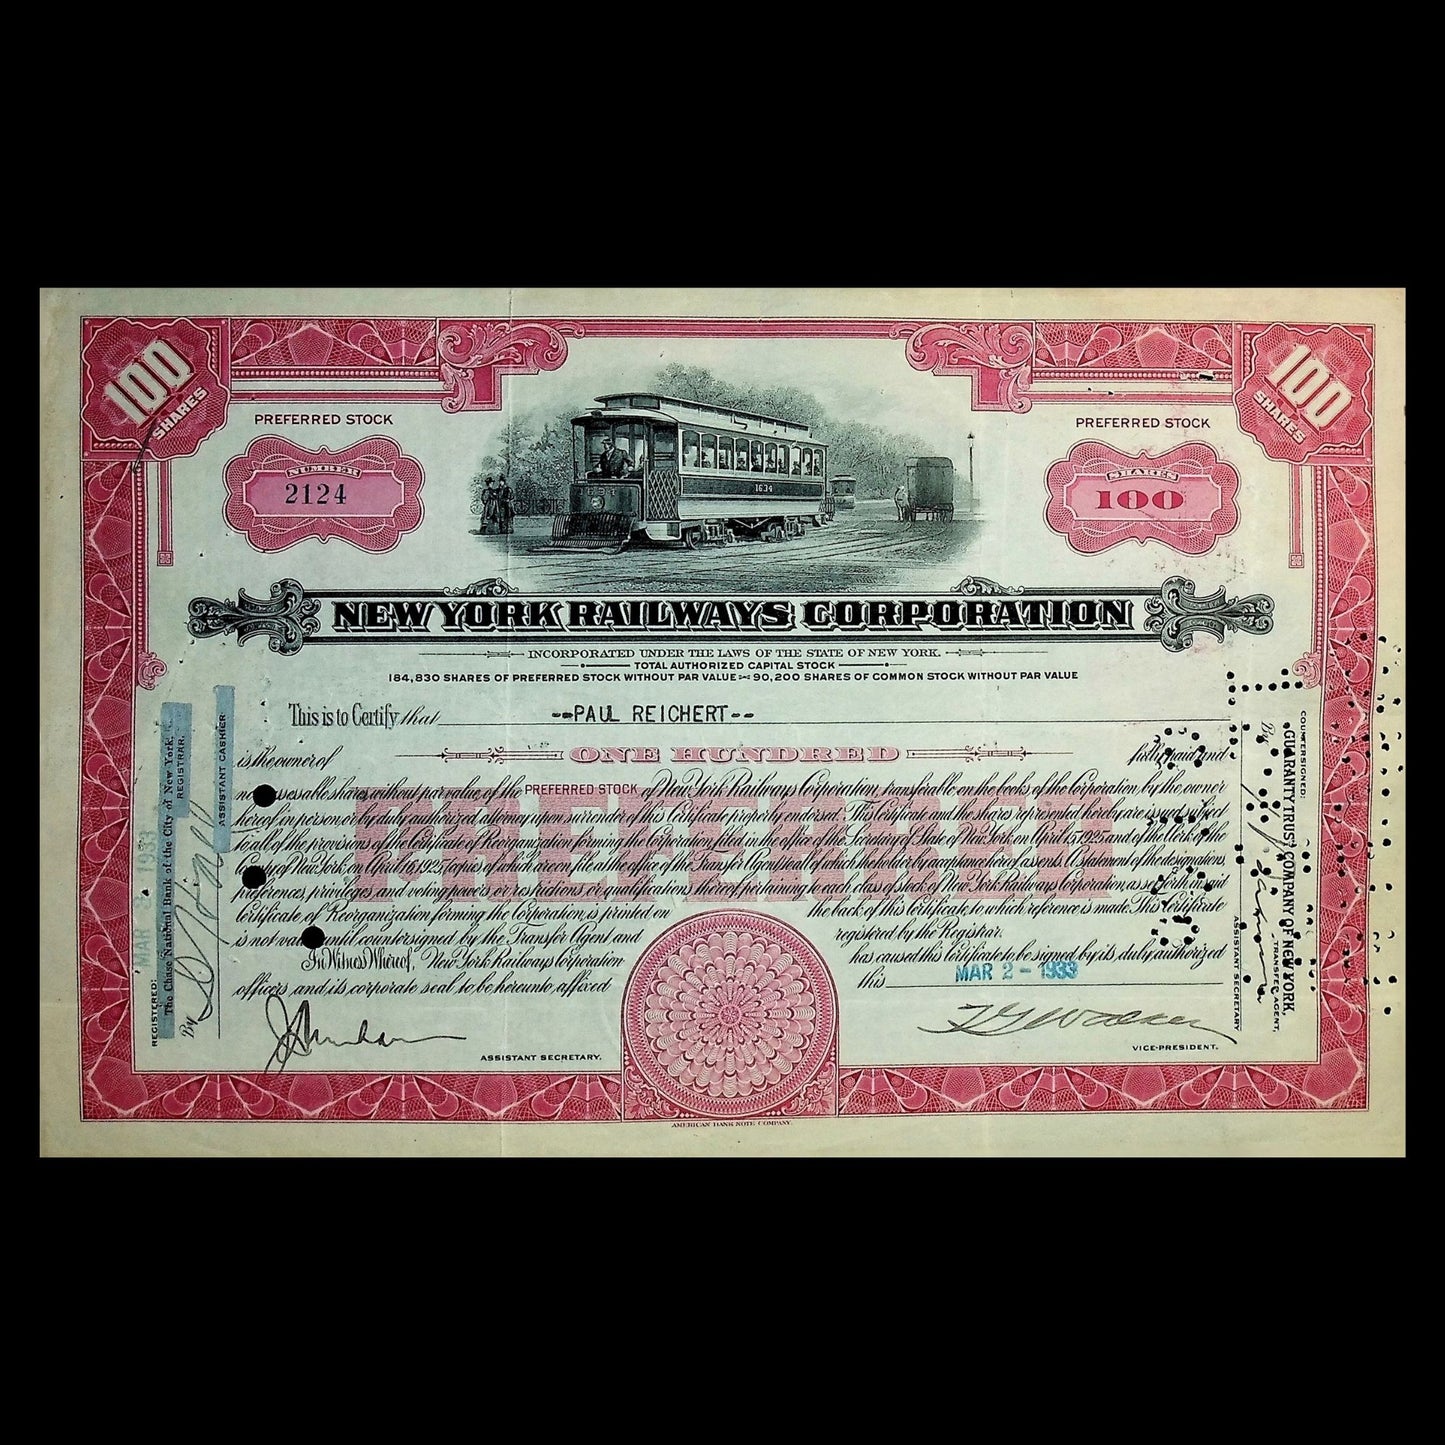 100
SHARES
100
SHARES
PREFERRED STOCK
PREFERRED STOCK
NUMBER
2124
SHARES
100
1634
NEW YORK RAILWAYS CORPORATION
INCORPORATED UNDER THE LAWS OF THE STATE OF NEW YORK.
TOTAL AUTHORIZED CAPITAL STOCK
184,830 SHARES OF PREFERRED STOCK WITHOUT PAR VALUE 90,200 SHARES OF COMMON STOCK WITHOUT PAR VALUE
This is to Certify that --PAUL REICHERT--
is the owner of ONE HUNDRED fully paid and
shares without par value of the PREFERRED STOCK of New York Railways Corporation, transferable on the books of the Corporation by the owner
hereof in person or by duly authorized attorney upon surrender of this Certificate properly endorsed. This Certificate and the shares represented hereby are issued subject
to all of the provisions of the Certificate of Reorganization forming the Corporation, filed in the office of the Secretary of State of New York on April 15, 1925 and of the Clerk of the
County of New York, on April 16, 1925 (copies of which are on file at the office of the Transfer Agent) to all of which the holder by acceptance hereof assents. A statement of the designations,
preferences, privileges and voting powers or restrictions or qualifications thereof pertaining to each class of stock of New York Railways Corporation as set forth in said
Certificate of Reorganization forming the Corporation, is printed on the back of this Certificate, to which reference is made. This Certificate
is not valid until countersigned by the Transfer Agent and registered by the Registrar.
In Witness Whereof, New York Railways Corporation has caused this Certificate to be signed by its duly authorized
officers and its corporate seal to be hereunto affixed this MAR 2 - 1933
PREFERRED
ASSISTANT SECRETARY.
VICE-PRESIDENT.
AMERICAN BANK NOTE COMPANY.
REGISTERED: MAR 1933
The Chase National Bank of the City of New York,
REGISTRAR.
By
ASSISTANT CASHIER
COUNTERSIGNED:
GUARANTY TRUST COMPANY OF NEW YORK,
TRANSFER AGENT,
By
ASSISTANT SECRETARY